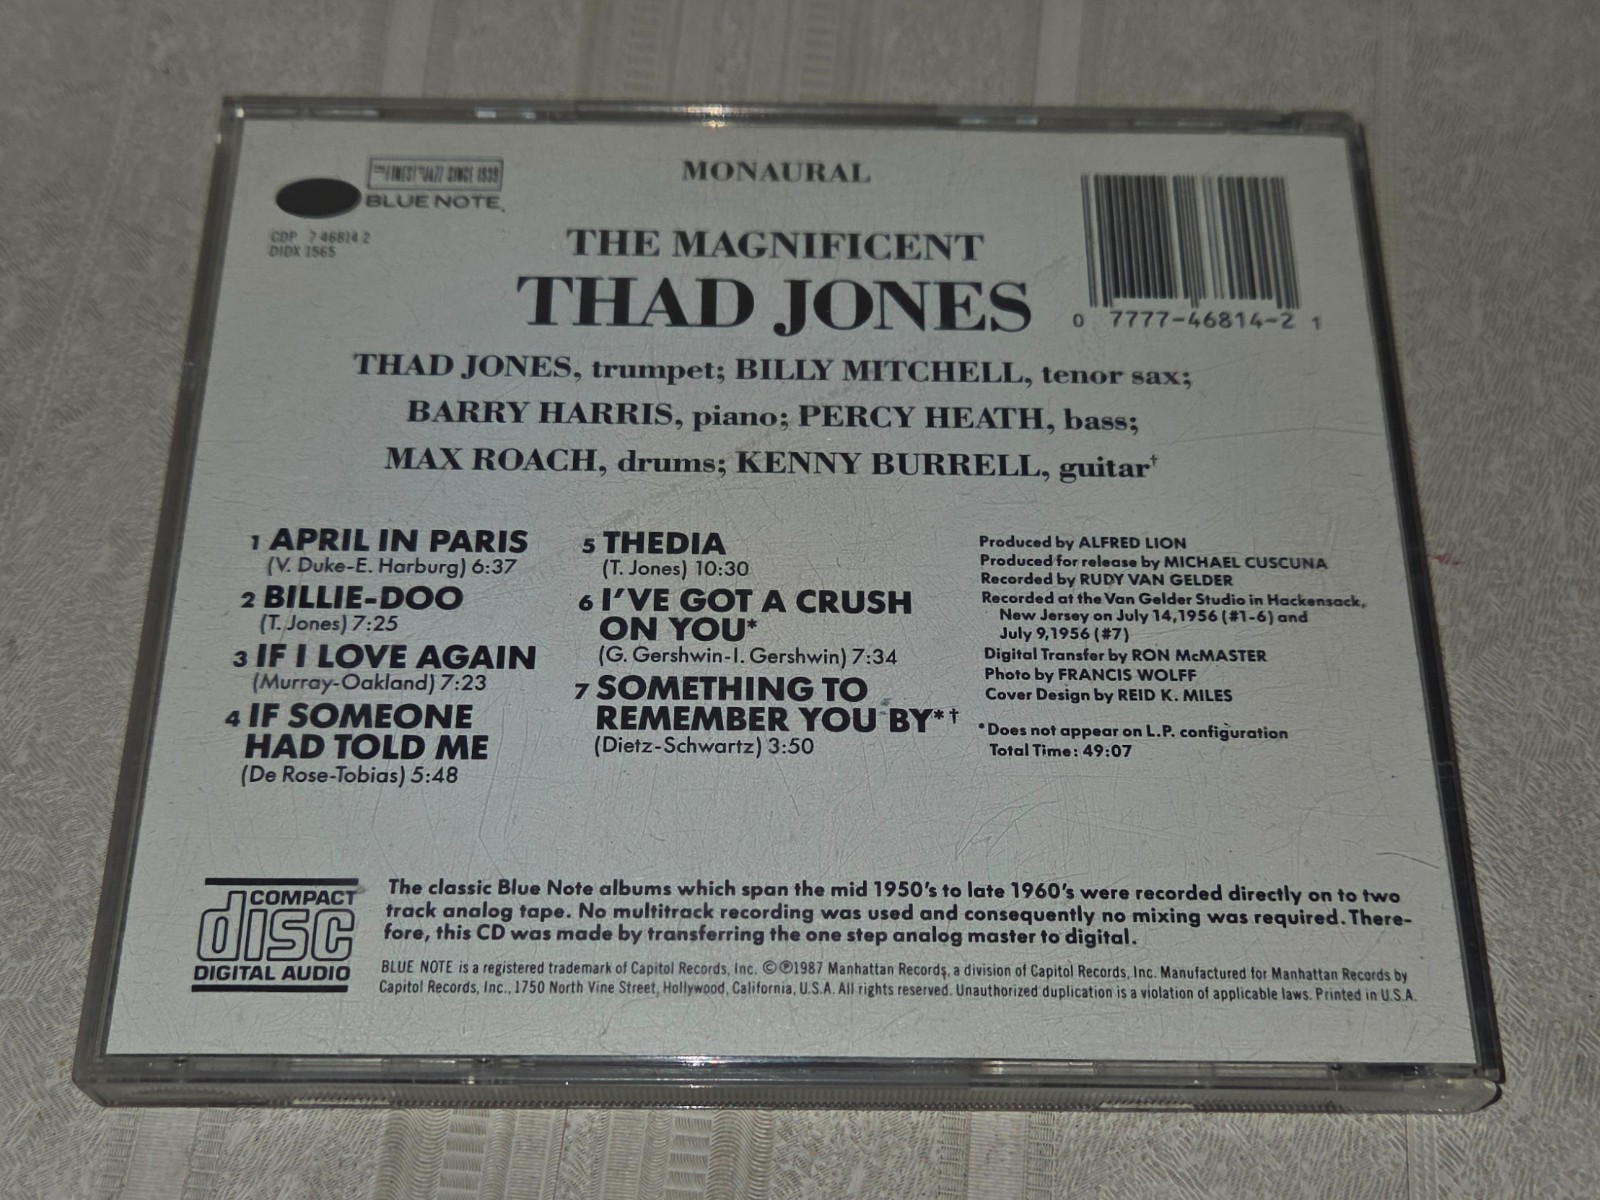 THE FINEST IN JAZZ SINCE 1939
BLUE NOTE
CDP 7 46814 2
DIDX 1565
MONAURAL
THE MAGNIFICENT
THAD JONES
0 7777-46814-2 1
THAD JONES, trumpet; BILLY MITCHELL, tenor sax;
BARRY HARRIS, piano; PERCY HEATH, bass;
MAX ROACH, drums; KENNY BURRELL, guitar†
1 APRIL IN PARIS
(V. Duke-E. Harburg) 6:37
2 BILLIE-DOO
(T. Jones) 7:25
3 IF I LOVE AGAIN
(Murray-Oakland) 7:23
4 IF SOMEONE
HAD TOLD ME
(De Rose-Tobias) 5:48
5 THEDIA
(T. Jones) 10:30
6 I'VE GOT A CRUSH
ON YOU*
(G. Gershwin-I. Gershwin) 7:34
7 SOMETHING TO
REMEMBER YOU BY*†
(Dietz-Schwartz) 3:50
Produced by ALFRED LION
Produced for release by MICHAEL CUSCUNA
Recorded by RUDY VAN GELDER
Recorded at the Van Gelder Studio in Hackensack,
New Jersey on July 14, 1956 (#1-6) and
July 9, 1956 (#7)
Digital Transfer by RON McMASTER
Photo by FRANCIS WOLFF
Cover Design by REID K. MILES
*Does not appear on L.P. configuration
Total Time: 49:07
COMPACT
disc
DIGITAL AUDIO
The classic Blue Note albums which span the mid 1950's to late 1960's were recorded directly on to two
track analog tape. No multitrack recording was used and consequently no mixing was required. There-
fore, this CD was made by transferring the one step analog master to digital.
BLUE NOTE is a registered trademark of Capitol Records, Inc. ©℗1987 Manhattan Records, a division of Capitol Records, Inc. Manufactured for Manhattan Records by
Capitol Records, Inc., 1750 North Vine Street, Hollywood, California, U.S.A. All rights reserved. Unauthorized duplication is a violation of applicable laws. Printed in U.S.A.